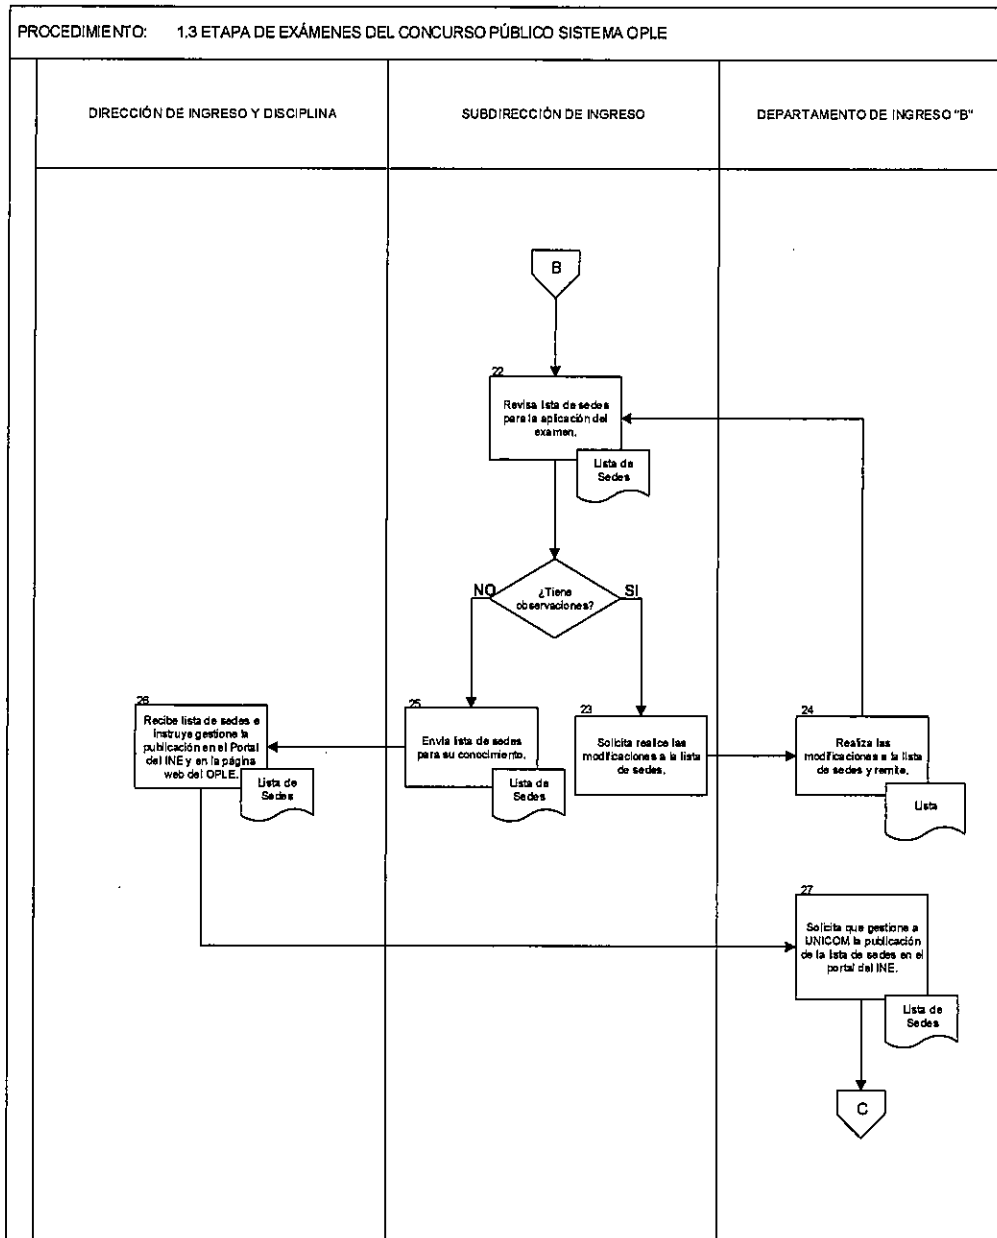 PROCEDIMIENTO: 1.3 ETAPA DE EXÁMENES DEL CONCURSO PÚBLICO SISTEMA OPLE
DIRECCIÓN DE INGRESO Y DISCIPLINA
SUBDIRECCIÓN DE INGRESO
DEPARTAMENTO DE INGRESO "B"
B
22
Revisa lista de sedes
para la aplicación del
examen.
Lista de
Sedes
¿Tiene
observaciones?
NO
SI
26
Recibe lista de sedes e
instruye gestione la
publicación en el Portal
del INE y en la página
web del OPLE.
Lista de
Sedes
25
Envía lista de sedes
para su conocimiento.
Lista de
Sedes
23
Solicita realice las
modificaciones a la lista
de sedes.
24
Realiza las
modificaciones a la lista
de sedes y remite.
Lista
27
Solicita que gestione a
UNICOM la publicación
de la lista de sedes en el
portal del INE.
Lista de
Sedes
C